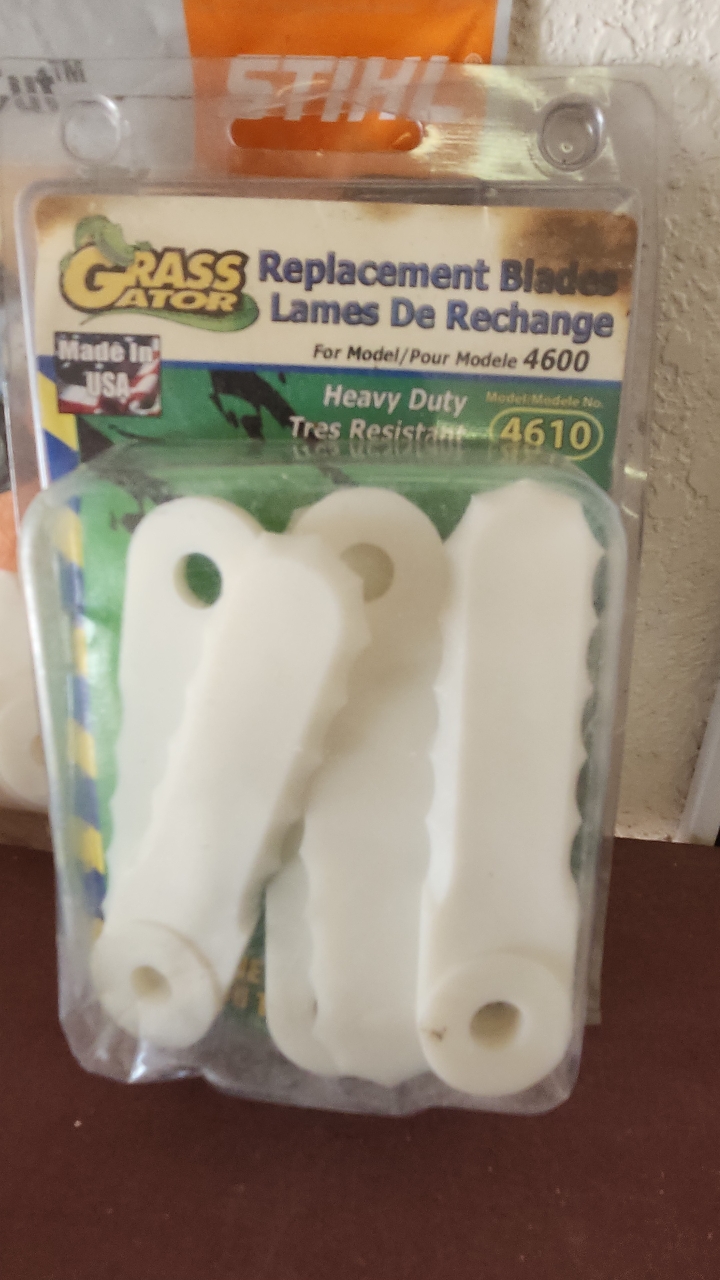 Cut™
STIHL®
GRASS
GATOR
Replacement Blades
Lames De Rechange
For Model/Pour Modele 4600
Made In
USA
Heavy Duty
Tres Resistant
Model/Modele No.
4610